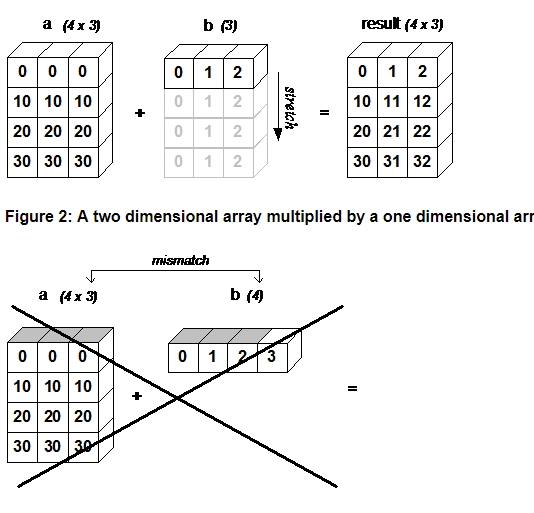 a (4 x 3) b (3) result (4 x 3)
0 0 0 0 1 2 0 1 2
10 10 10 0 1 2 10 11 12
+ stretch =
20 20 20 0 1 2 20 21 22
30 30 30 0 1 2 30 31 32
Figure 2: A two dimensional array multiplied by a one dimensional arr
mismatch
a (4 x 3) b (4)
0 0 0 0 1 2 3
10 10 10
+ =
20 20 20
30 30 30